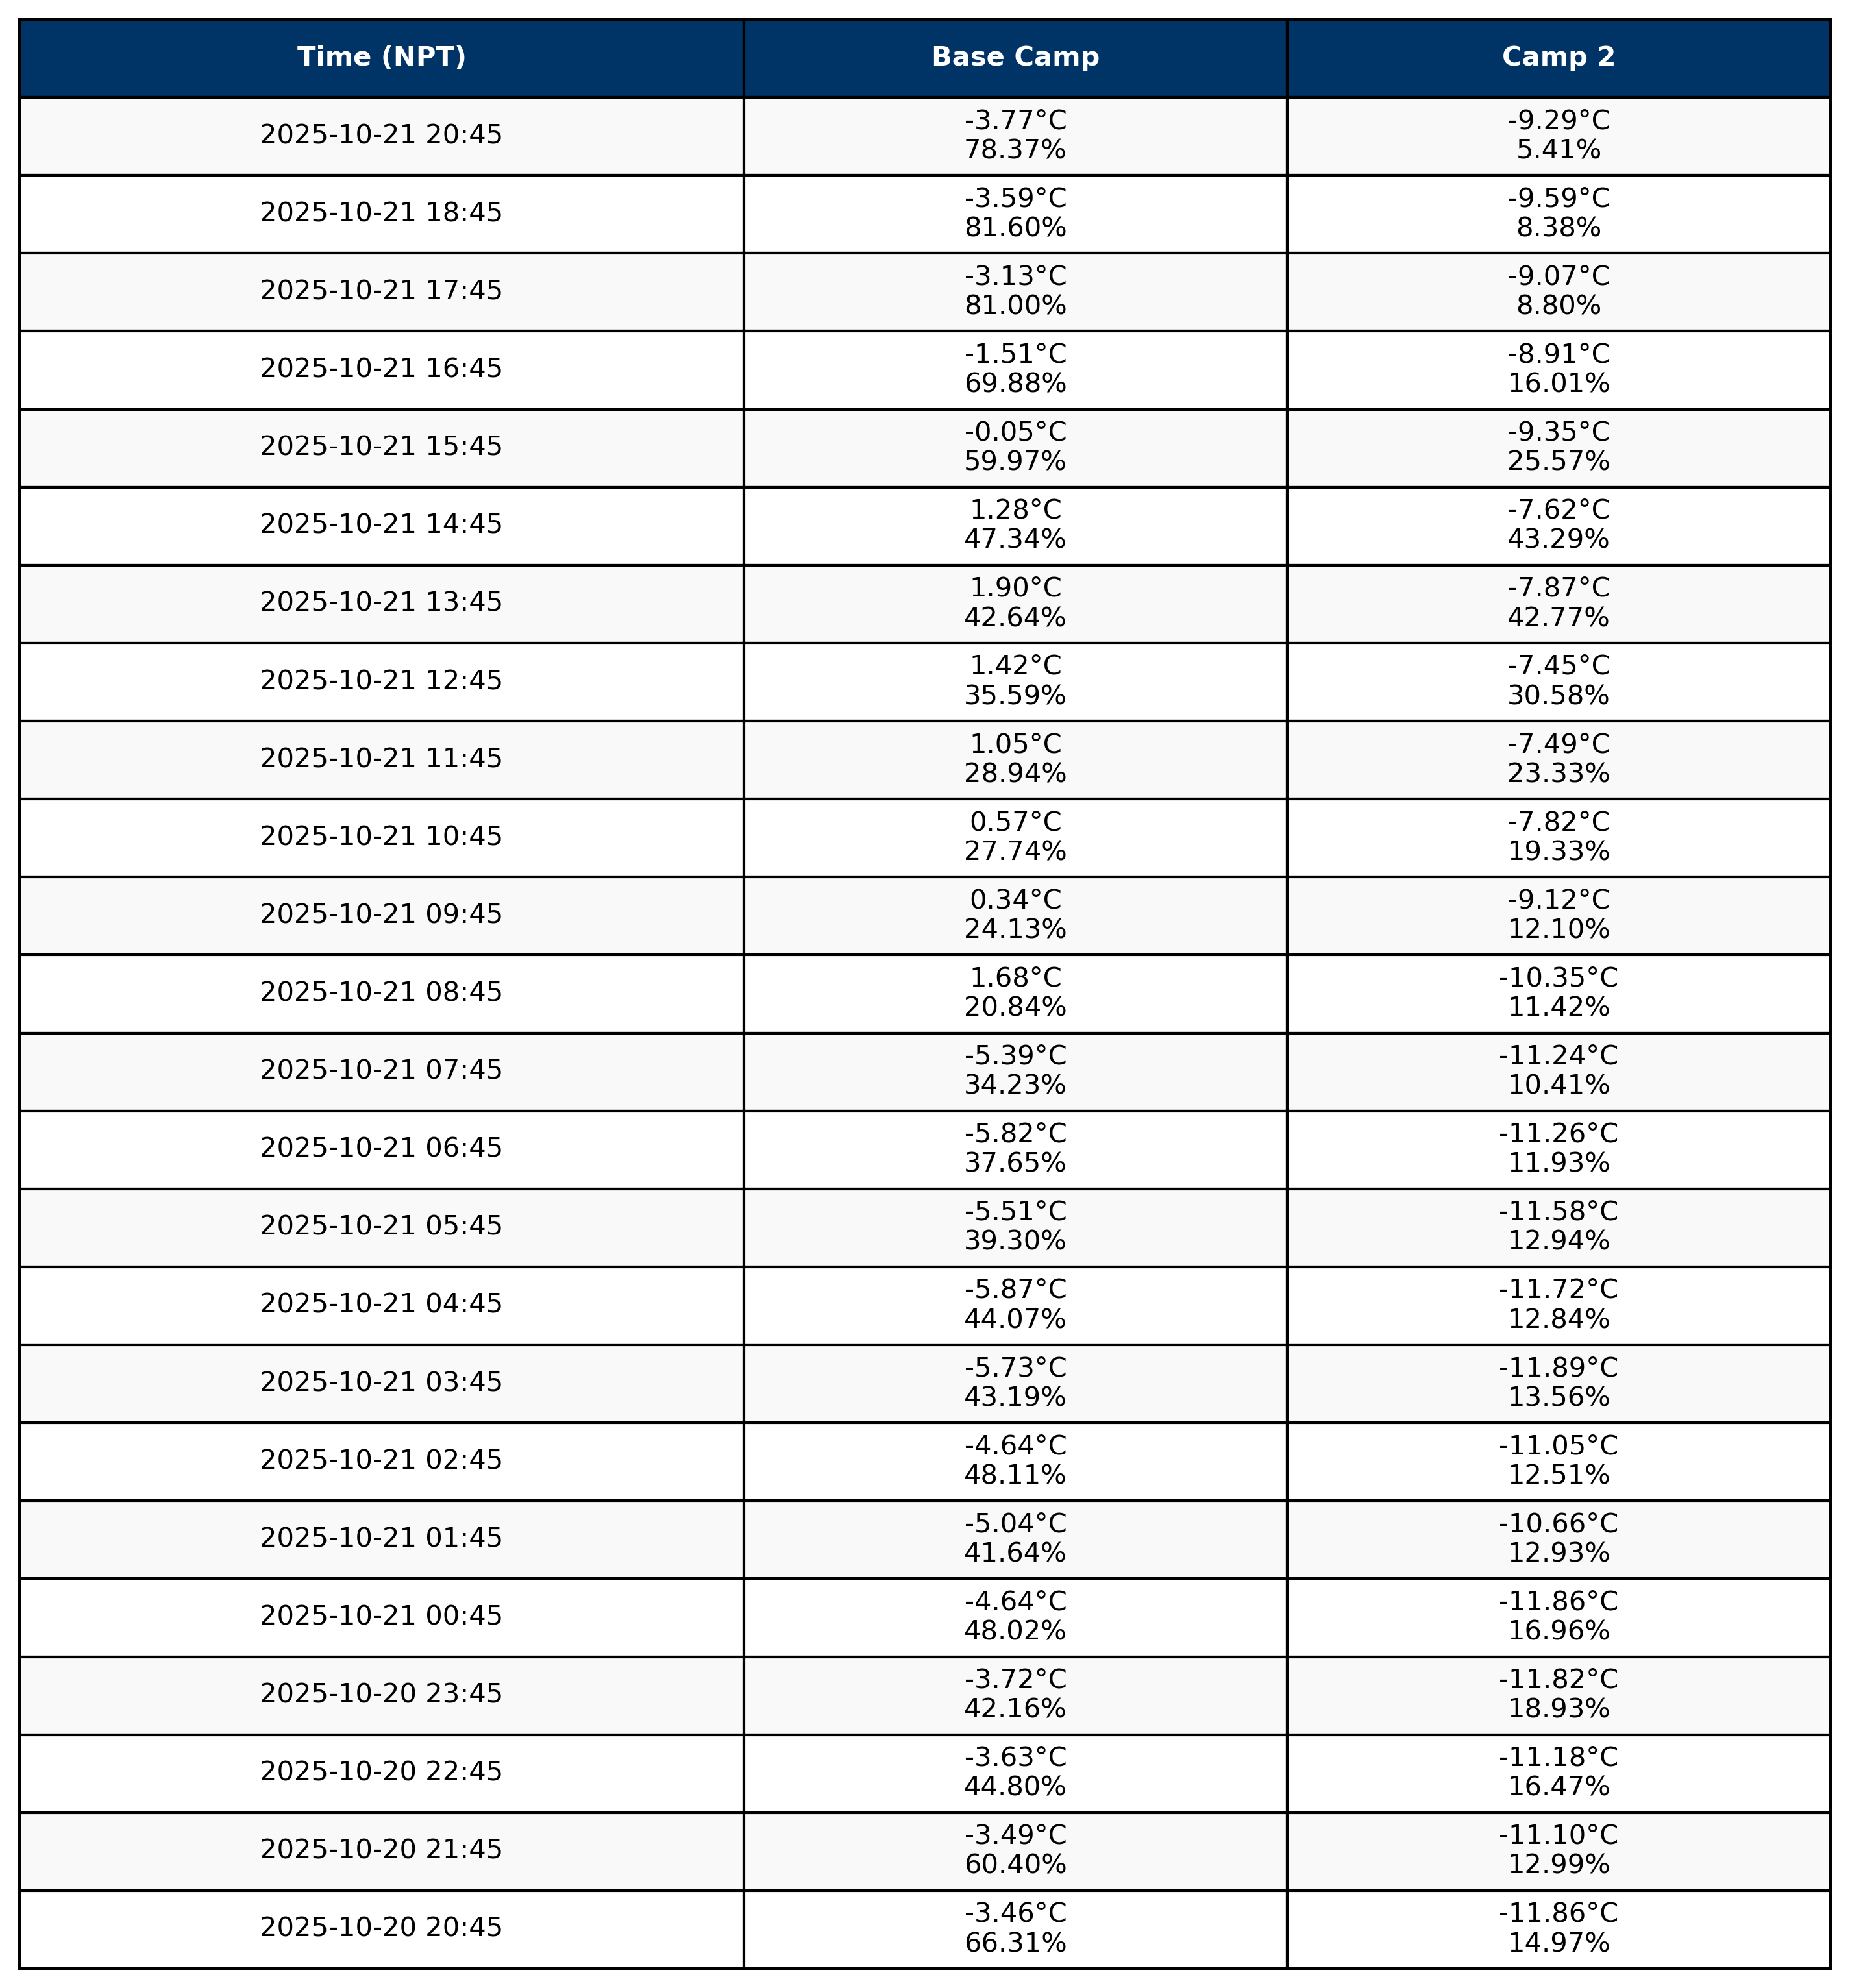 Time (NPT) Base Camp Camp 2
2025-10-21 20:45 -3.77°C -9.29°C
78.37% 5.41%
2025-10-21 18:45 -3.59°C -9.59°C
81.60% 8.38%
2025-10-21 17:45 -3.13°C -9.07°C
81.00% 8.80%
2025-10-21 16:45 -1.51°C -8.91°C
69.88% 16.01%
2025-10-21 15:45 -0.05°C -9.35°C
59.97% 25.57%
2025-10-21 14:45 1.28°C -7.62°C
47.34% 43.29%
2025-10-21 13:45 1.90°C -7.87°C
42.64% 42.77%
2025-10-21 12:45 1.42°C -7.45°C
35.59% 30.58%
2025-10-21 11:45 1.05°C -7.49°C
28.94% 23.33%
2025-10-21 10:45 0.57°C -7.82°C
27.74% 19.33%
2025-10-21 09:45 0.34°C -9.12°C
24.13% 12.10%
2025-10-21 08:45 1.68°C -10.35°C
20.84% 11.42%
2025-10-21 07:45 -5.39°C -11.24°C
34.23% 10.41%
2025-10-21 06:45 -5.82°C -11.26°C
37.65% 11.93%
2025-10-21 05:45 -5.51°C -11.58°C
39.30% 12.94%
2025-10-21 04:45 -5.87°C -11.72°C
44.07% 12.84%
2025-10-21 03:45 -5.73°C -11.89°C
43.19% 13.56%
2025-10-21 02:45 -4.64°C -11.05°C
48.11% 12.51%
2025-10-21 01:45 -5.04°C -10.66°C
41.64% 12.93%
2025-10-21 00:45 -4.64°C -11.86°C
48.02% 16.96%
2025-10-20 23:45 -3.72°C -11.82°C
42.16% 18.93%
2025-10-20 22:45 -3.63°C -11.18°C
44.80% 16.47%
2025-10-20 21:45 -3.49°C -11.10°C
60.40% 12.99%
2025-10-20 20:45 -3.46°C -11.86°C
66.31% 14.97%